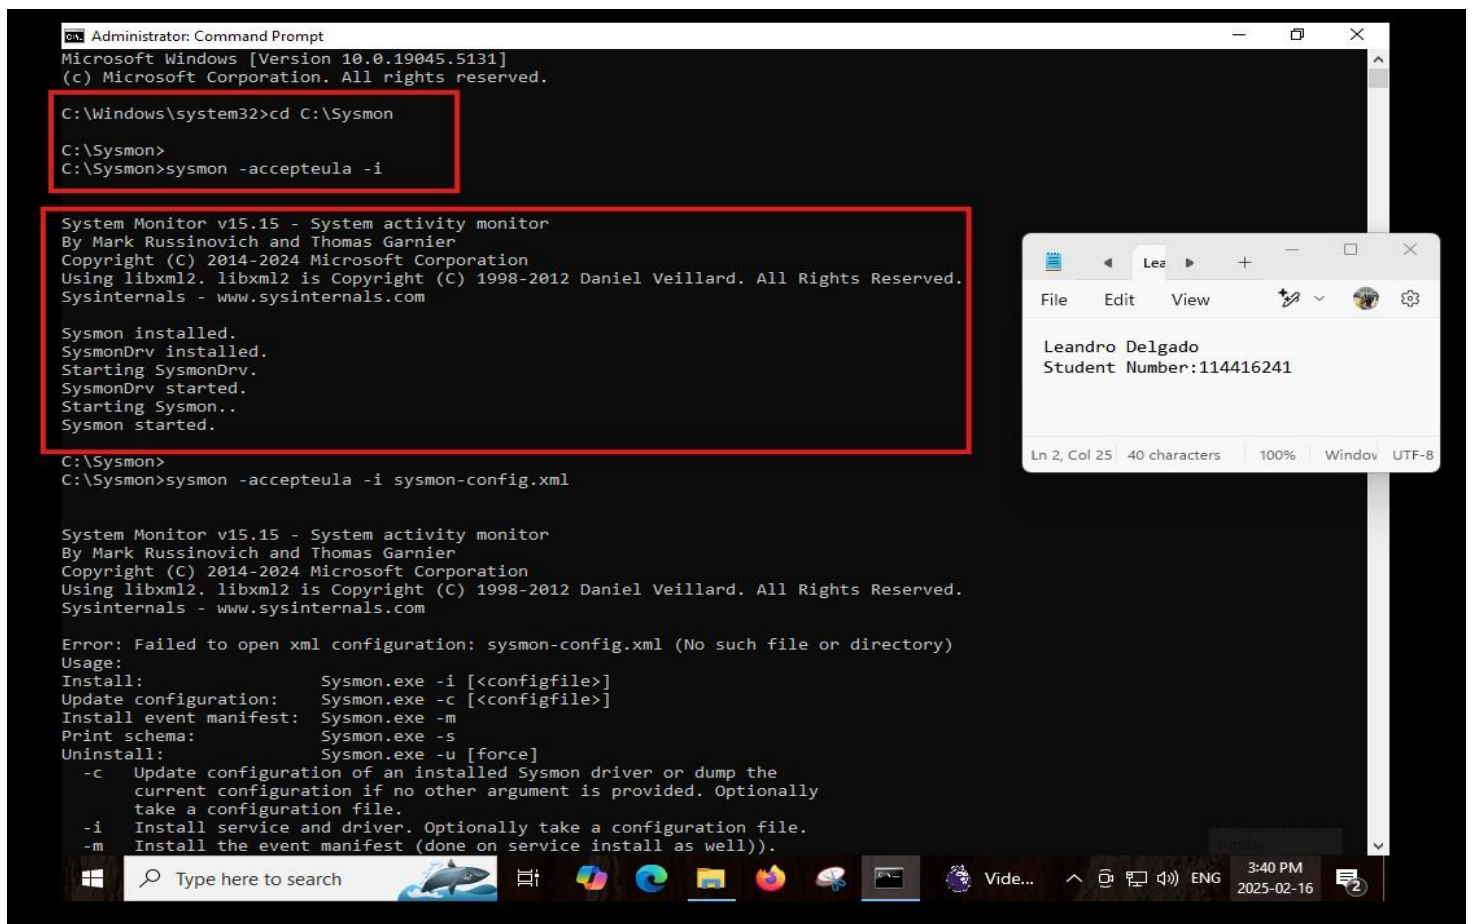 Administrator: Command Prompt
Microsoft Windows [Version 10.0.19045.5131]
(c) Microsoft Corporation. All rights reserved.
C:\Windows\system32>cd C:\Sysmon
C:\Sysmon>
C:\Sysmon>sysmon -accepteula -i
System Monitor v15.15 - System activity monitor
By Mark Russinovich and Thomas Garnier
Copyright (C) 2014-2024 Microsoft Corporation
Using libxml2. libxml2 is Copyright (C) 1998-2012 Daniel Veillard. All Rights Reserved.
Sysinternals - www.sysinternals.com
Sysmon installed.
SysmonDrv installed.
Starting SysmonDrv.
SysmonDrv started.
Starting Sysmon..
Sysmon started.
C:\Sysmon>
C:\Sysmon>sysmon -accepteula -i sysmon-config.xml
System Monitor v15.15 - System activity monitor
By Mark Russinovich and Thomas Garnier
Copyright (C) 2014-2024 Microsoft Corporation
Using libxml2. libxml2 is Copyright (C) 1998-2012 Daniel Veillard. All Rights Reserved.
Sysinternals - www.sysinternals.com
Error: Failed to open xml configuration: sysmon-config.xml (No such file or directory)
Usage:
Install: Sysmon.exe -i [<configfile>]
Update configuration: Sysmon.exe -c [<configfile>]
Install event manifest: Sysmon.exe -m
Print schema: Sysmon.exe -s
Uninstall: Sysmon.exe -u [force]
-c Update configuration of an installed Sysmon driver or dump the
current configuration if no other argument is provided. Optionally
take a configuration file.
-i Install service and driver. Optionally take a configuration file.
-m Install the event manifest (done on service install as well)).
Lea
File Edit View
Leandro Delgado
Student Number:114416241
Ln 2, Col 25 40 characters 100% Window UTF-8
Type here to search
Vide...
ENG
3:40 PM
2025-02-16
2